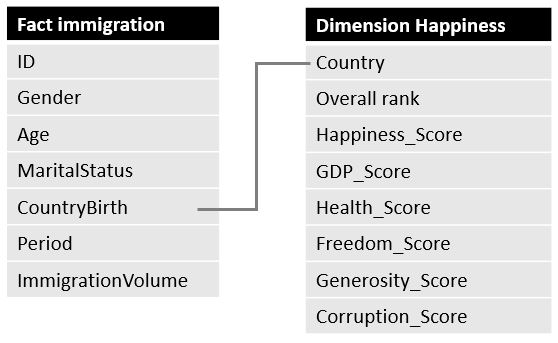 Fact immigration
ID
Gender
Age
MaritalStatus
CountryBirth
Period
ImmigrationVolume
Dimension Happiness
Country
Overall rank
Happiness_Score
GDP_Score
Health_Score
Freedom_Score
Generosity_Score
Corruption_Score